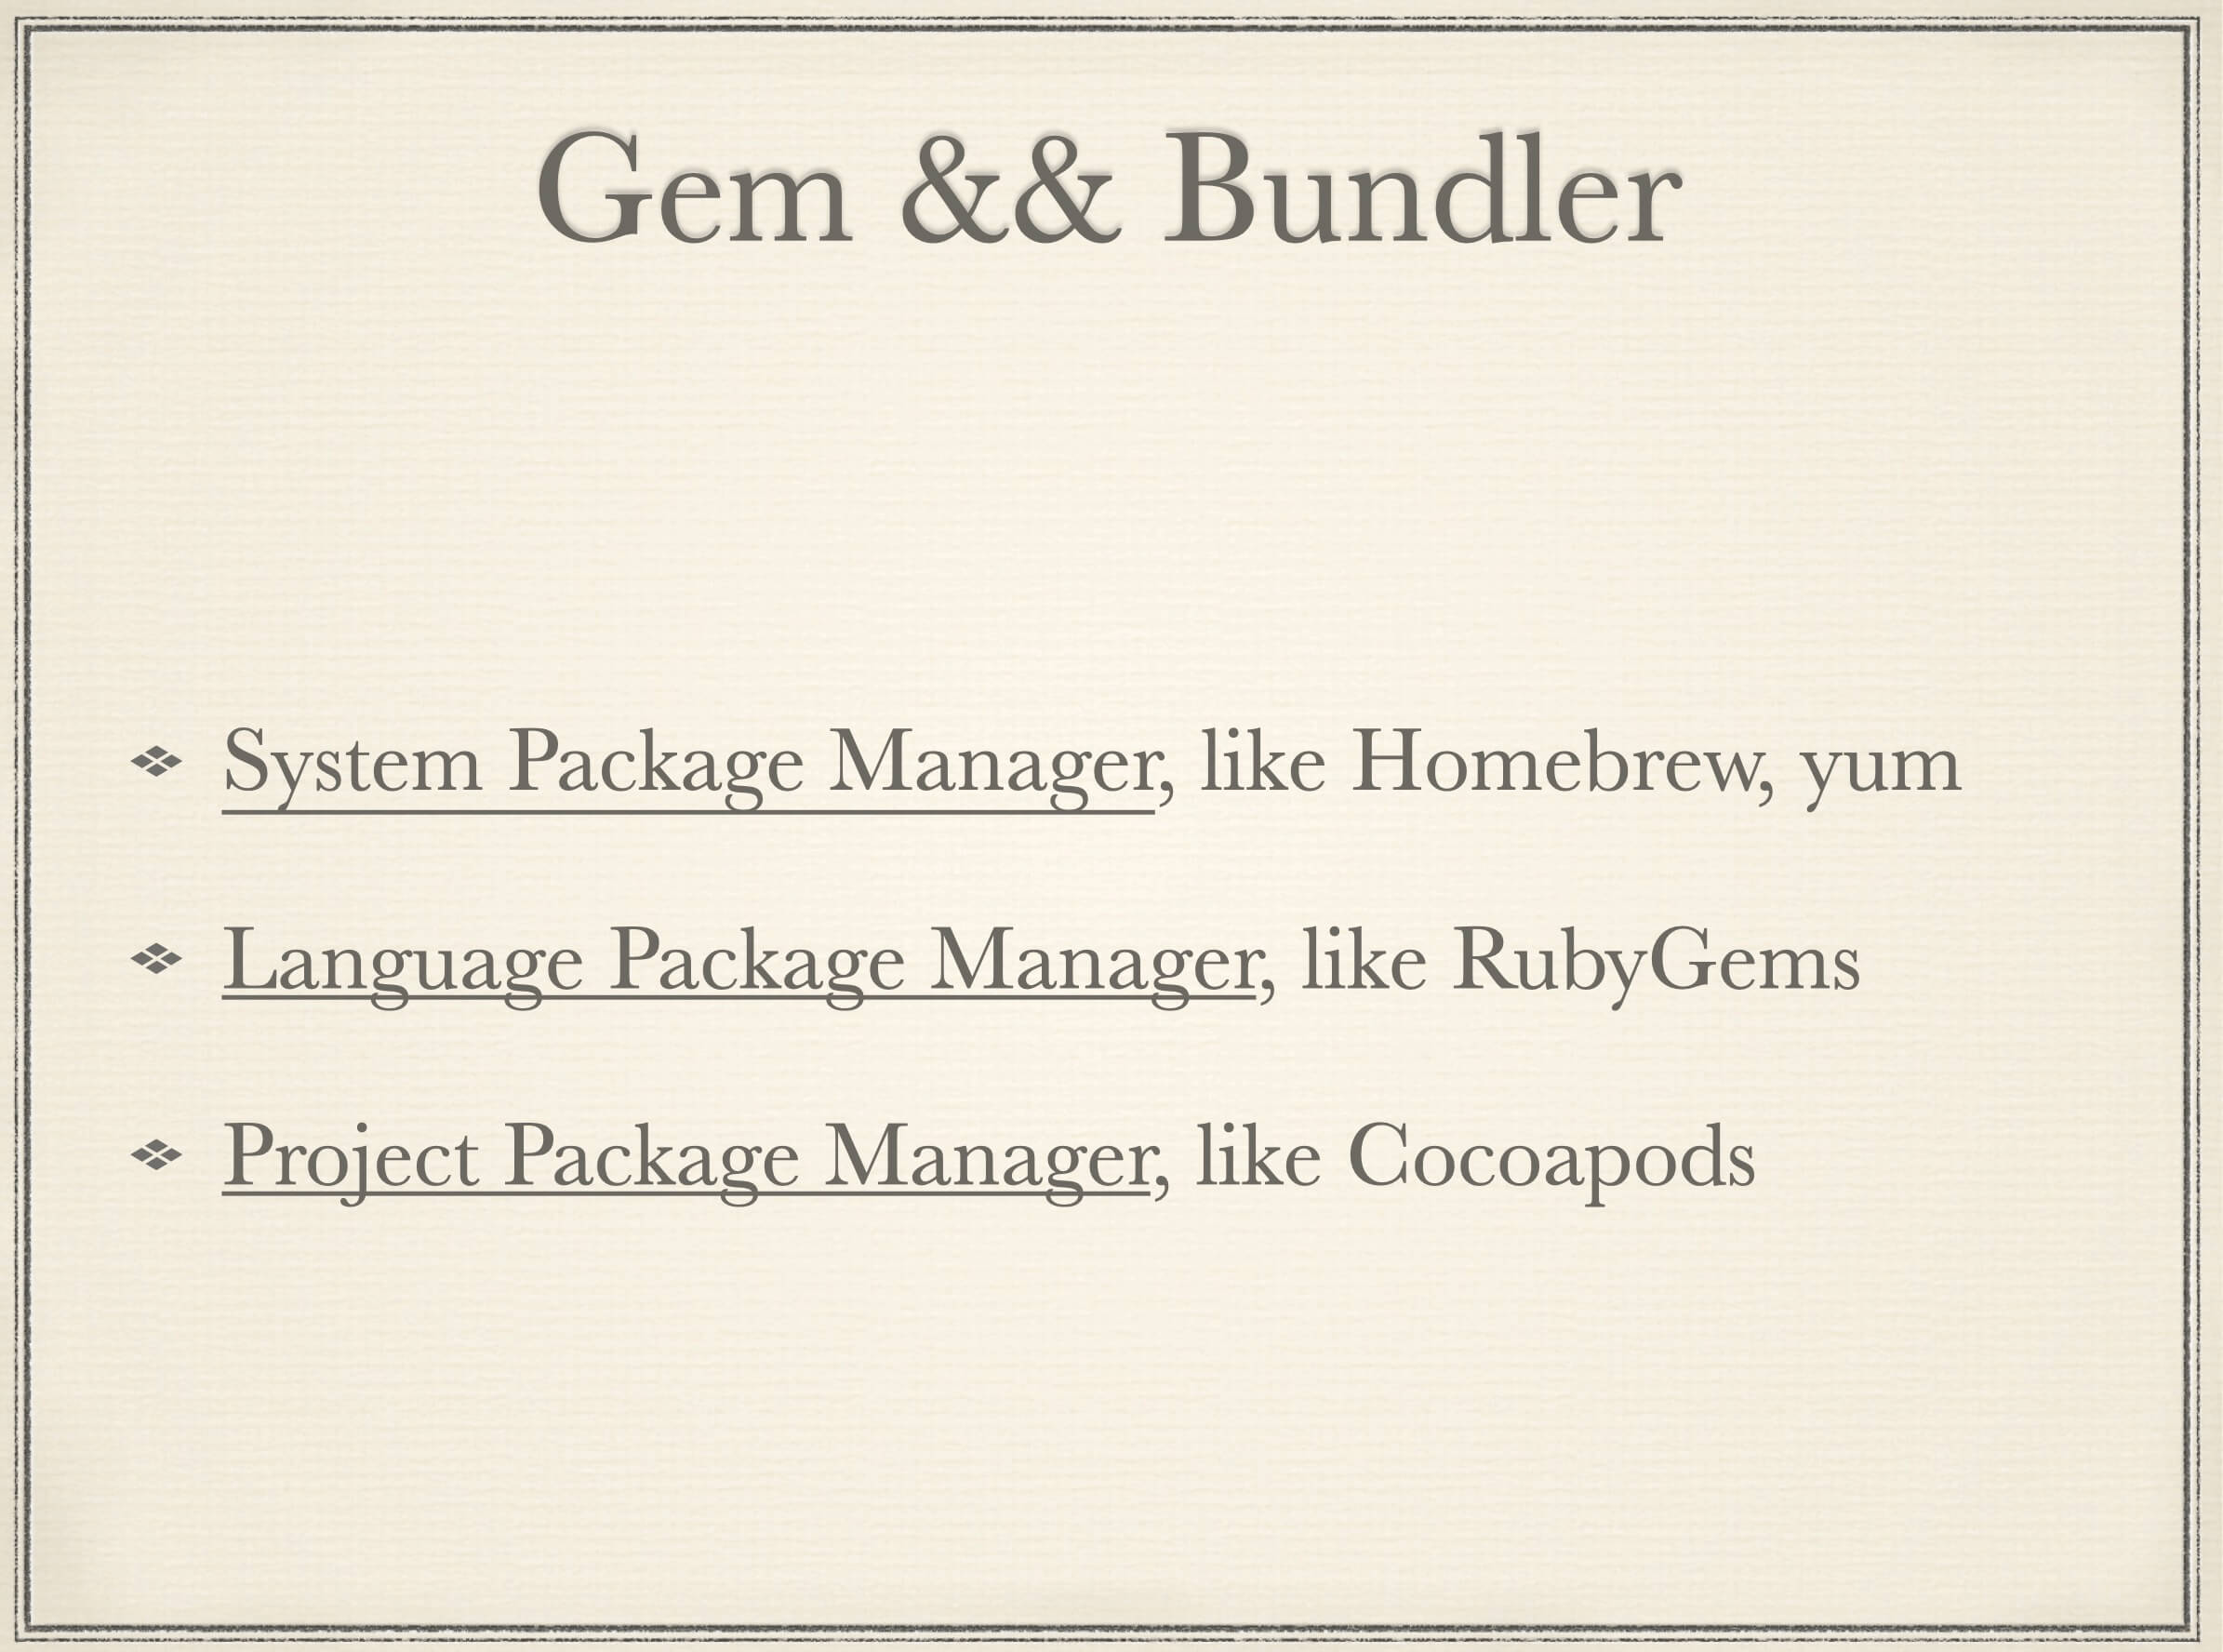 Gem && Bundler
System Package Manager, like Homebrew, yum
Language Package Manager, like RubyGems
Project Package Manager, like Cocoapods